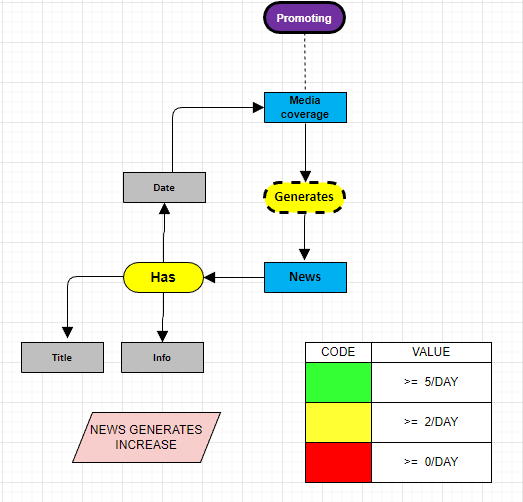 Promoting
Media
coverage
Date
Generates
Has
News
Title
Info
CODE VALUE
>= 5/DAY
>= 2/DAY
>= 0/DAY
NEWS GENERATES
INCREASE